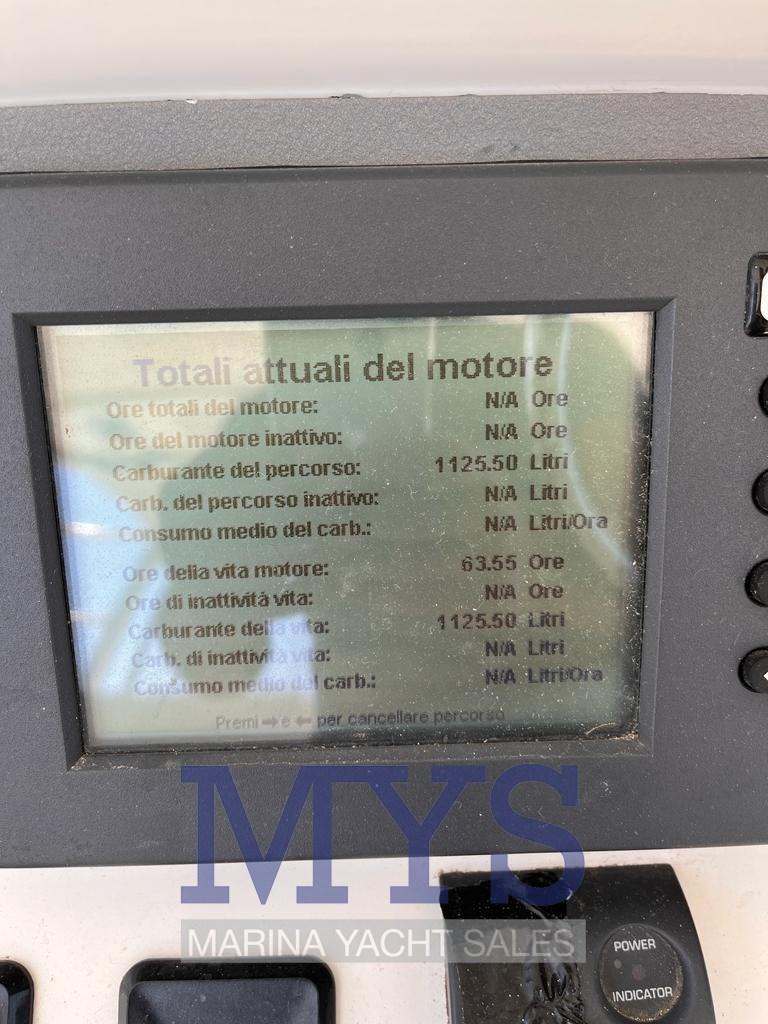 Totali attuali del motore
Ore totali del motore: N/A Ore
Ore del motore inattivo: N/A Ore
Carburante del percorso: 1125.50 Litri
Carb. del percorso inattivo: N/A Litri
Consumo medio del carb.: N/A Litri/Ora
Ore della vita motore: 63.55 Ore
Ore di inattività vita: N/A Ore
Carburante della vita: 1125.50 Litri
Carb. di inattività vita: N/A Litri
Consumo medio del carb.: N/A Litri/Ora
Premi ➡ e ⬅ per cancellare percorso
MYS
MARINA YACHT SALES
POWER
INDICATOR